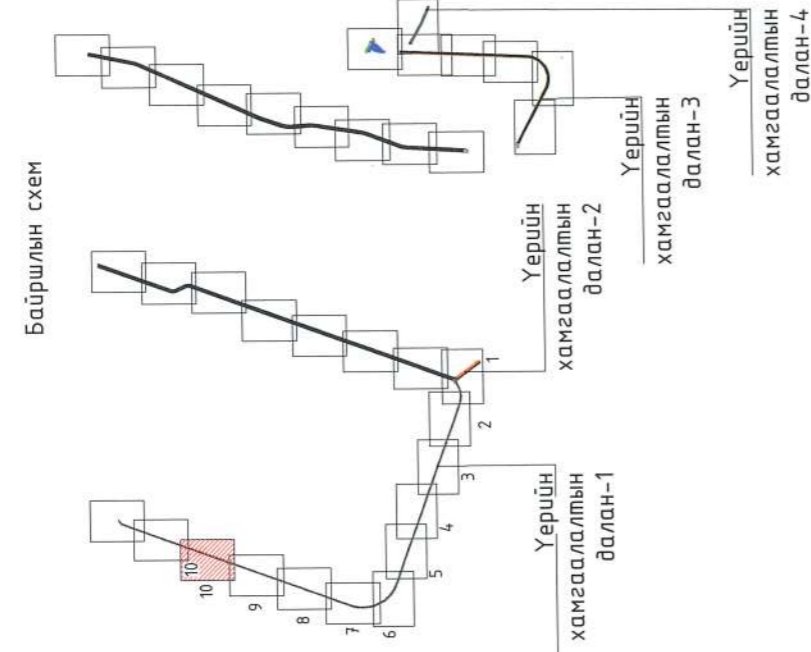 Байршлын схем
10
10
9
8
7
6
5
4
3
2
1
Үерийн
хамгаалалтын
далан-1
Үерийн
хамгаалалтын
далан-2
Үерийн
хамгаалалтын
далан-3
Үерийн
хамгаалалтын
далан-4